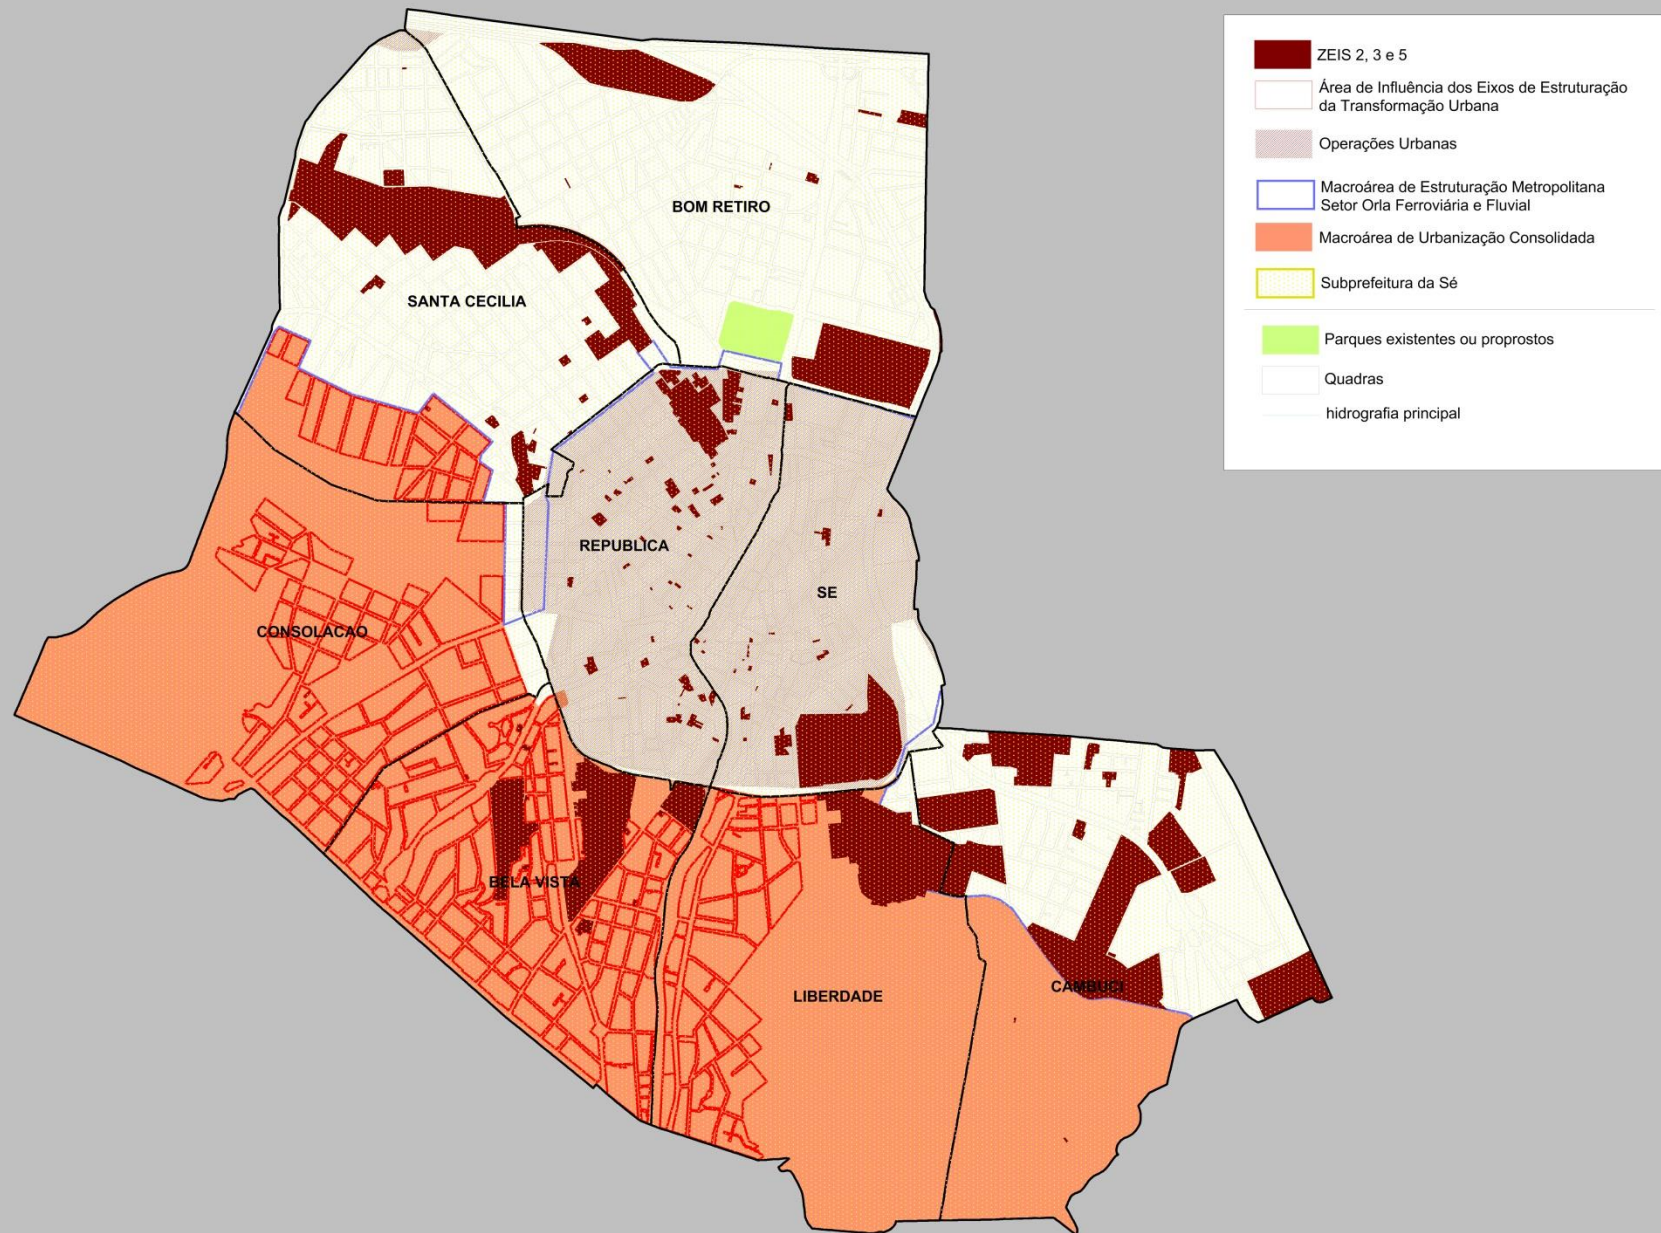 ZEIS 2, 3 e 5
Área de Influência dos Eixos de Estruturação
da Transformação Urbana
Operações Urbanas
Macroárea de Estruturação Metropolitana
Setor Orla Ferroviária e Fluvial
Macroárea de Urbanização Consolidada
Subprefeitura da Sé
Parques existentes ou proprostos
Quadras
hidrografia principal
BOM RETIRO
SANTA CECILIA
REPUBLICA
SE
CONSOLACAO
BELA VISTA
LIBERDADE
CAMBUCI